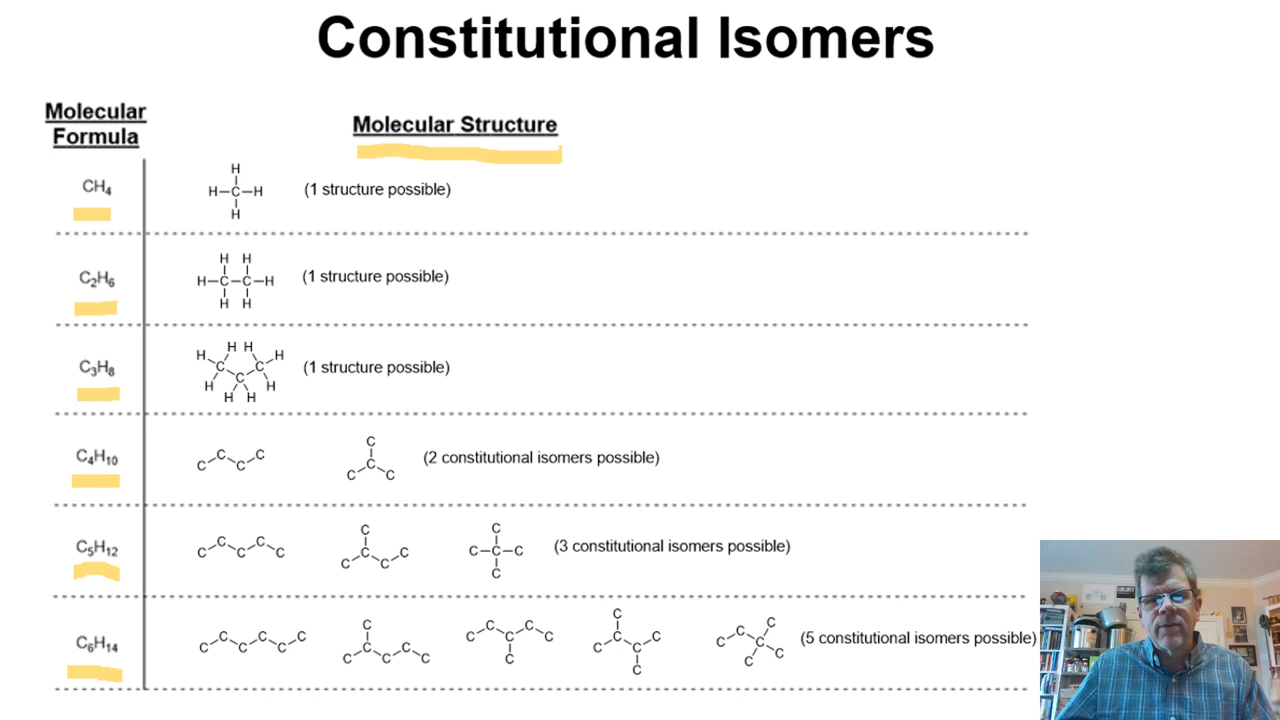 Constitutional Isomers
Molecular
Formula
Molecular Structure
CH₄
H
H–C–H
H
(1 structure possible)
C₂H₆
H H
H–C–C–H
H H
(1 structure possible)
C₃H₈
H H H H
C C
C
H H
H H
(1 structure possible)
C₄H₁₀
C C C C
C
C
C C
(2 constitutional isomers possible)
C₅H₁₂
C C C C C
C
C C
C C
C
C–C–C
C
(3 constitutional isomers possible)
C₆H₁₄
C C C C C C
C
C C
C C C
C C C C
C
C
C
C C
C C
C
C C
C C
C C
(5 constitutional isomers possible)